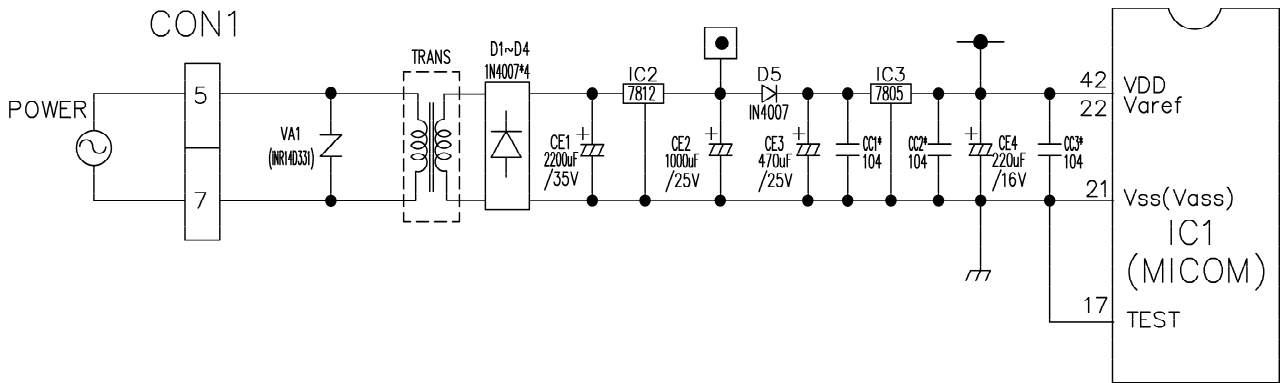 CON1
POWER
5
7
VA1
(INR14D331)
TRANS
D1~D4
1N4007*4
CE1
2200uF
/35V
IC2
7812
CE2
1000uF
/25V
D5
1N4007
CE3
470uF
/25V
CC1*
104
IC3
7805
CC2*
104
CE4
220uF
/16V
CC3*
104
42
22
21
17
VDD
Varef
Vss(Vass)
IC1
(MICOM)
TEST